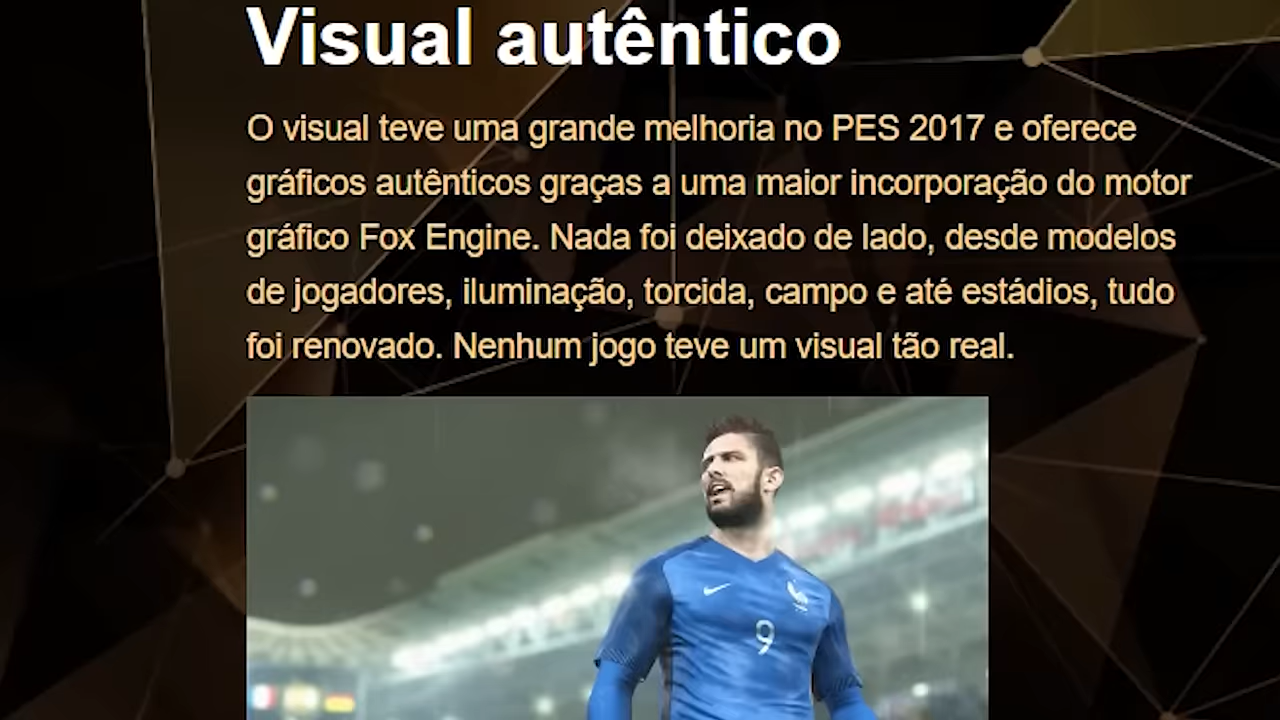 Visual autêntico
O visual teve uma grande melhoria no PES 2017 e oferece
gráficos autênticos graças a uma maior incorporação do motor
gráfico Fox Engine. Nada foi deixado de lado, desde modelos
de jogadores, iluminação, torcida, campo e até estádios, tudo
foi renovado. Nenhum jogo teve um visual tão real.
9